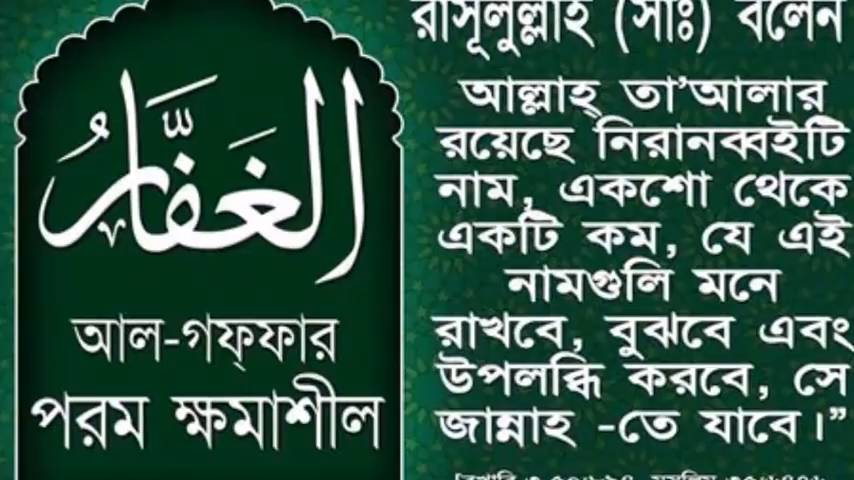 الغفار
আল-গফ্ফার
পরম ক্ষমাশীল
রাসূলুল্লাহ (সাঃ) বলেন
আল্লাহ্ তা'আলার
রয়েছে নিরানব্বইটি
নাম, একশো থেকে
একটি কম, যে এই
নামগুলি মনে
রাখবে, বুঝবে এবং
উপলব্ধি করবে, সে
জান্নাহ -তে যাবে।”